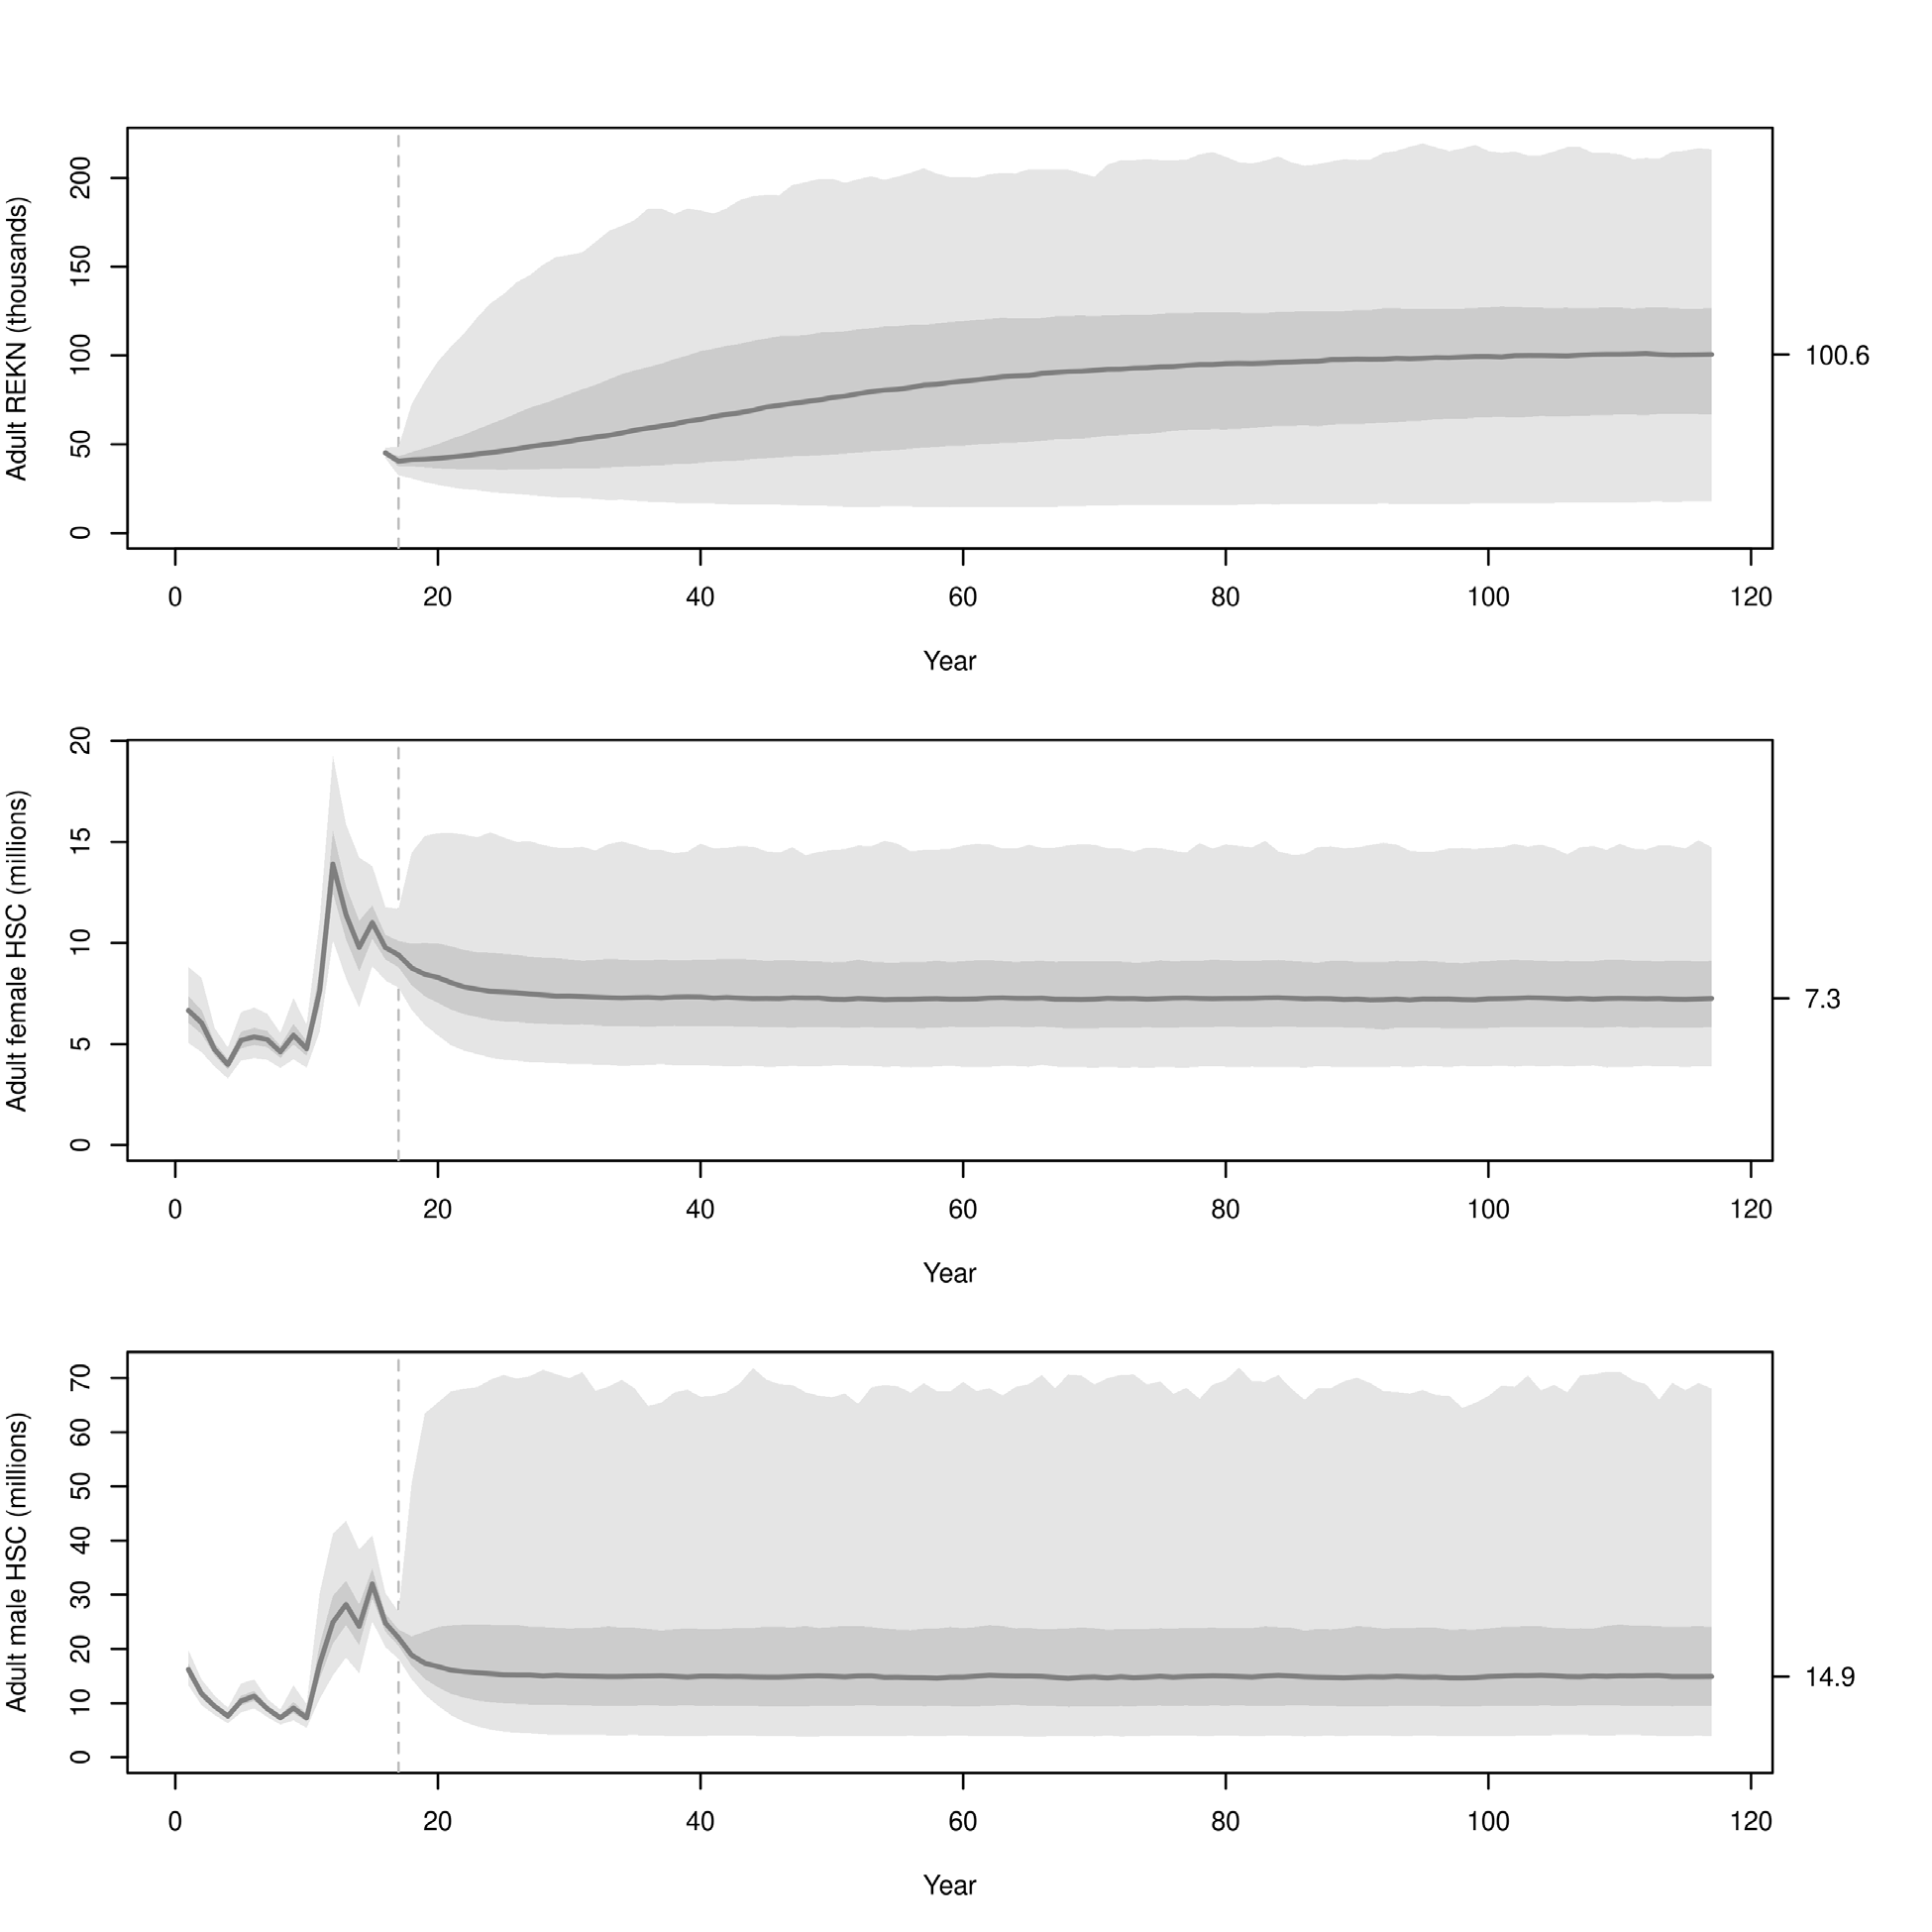 Adult REKN (thousands)
200
150
100
50
0
100.6
0 20 40 60 80 100 120
Year
Adult female HSC (millions)
20
15
10
5
0
7.3
0 20 40 60 80 100 120
Year
Adult male HSC (millions)
70
60
50
40
30
20
10
0
14.9
0 20 40 60 80 100 120
Year